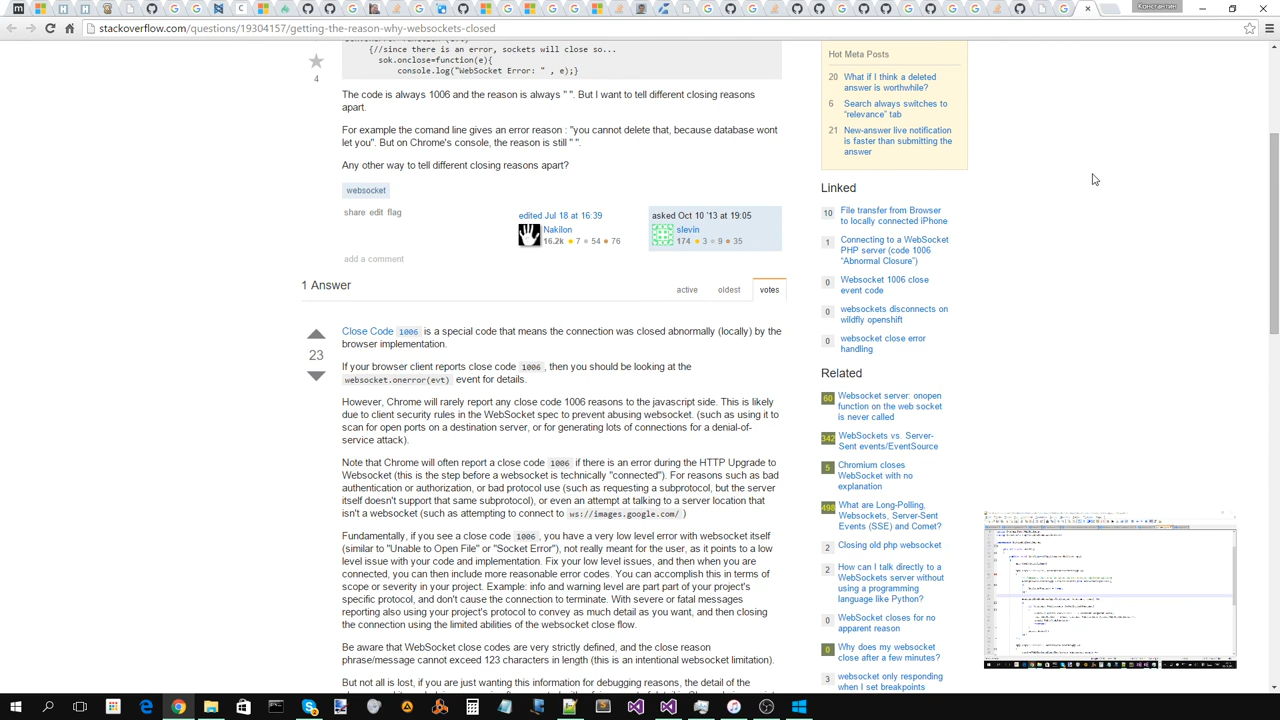 Константин
stackoverflow.com/questions/19304157/getting-the-reason-why-websockets-closed
{//since there is an error, sockets will close so...
sok.onclose=function(e){
console.log("WebSocket Error: " , e);}
4
The code is always 1006 and the reason is always " ". But I want to tell different closing reasons
apart.
For example the comand line gives an error reason : "you cannot delete that, because database wont
let you". But on Chrome's console, the reason is still " ".
Any other way to tell different closing reasons apart?
websocket
share edit flag
edited Jul 18 at 16:39
Nakilon
16.2k 7 54 76
asked Oct 10 '13 at 19:05
slevin
174 3 9 35
add a comment
1 Answer
active oldest votes
23
Close Code 1006 is a special code that means the connection was closed abnormally (locally) by the
browser implementation.
If your browser client reports close code 1006, then you should be looking at the
websocket.onerror(evt) event for details.
However, Chrome will rarely report any close code 1006 reasons to the javascript side. This is likely
due to client security rules in the WebSocket spec to prevent abusing websocket. (such as using it to
scan for open ports on a destination server, or for generating lots of connections for a denial-of-
service attack).
Note that Chrome will often report a close code 1006 if there is an error during the HTTP Upgrade to
Websocket (this is the step before a websocket is technically "connected"). For reasons such as bad
authentication or authorization, or bad protocol use (such as requesting a subprotocol, but the server
itself doesn't support that same subprotocol), or even an attempt at talking to a server location that
isn't a websocket (such as attempting to connect to ws://images.google.com/ )
Fundamentally, if you see a close code 1006, you have a very low level error with websocket itself
(similar to "Unable to Open File" or "Socket Error"), not really meant for the user, as it points to a low
level issue with your code and implementation. Fix your low level issues, and then when you are
connected, you can then include more reasonable error codes. You can accomplish this in terms of
scope or severity in your project. Example: info and warning level are part of your project's
specific protocol, and do not cause the connection to terminate. With severe or fatal messages
reporting also using your project's protocol to convey as much detail as you want, and then closing
the connection using the limited abilities of the websocket close flow.
Be aware that WebSocket close codes are very strictly defined, and the close reason
phrase/message cannot exceed 123 characters in length (this is an intentional websocket limitation).
But not all is lost, if you are just wanting this information for debugging reasons, the detail of the
Hot Meta Posts
20 What if I think a deleted
answer is worthwhile?
6 Search always switches to
"relevance" tab
21 New-answer live notification
is faster than submitting the
answer
Linked
10 File transfer from Browser
to locally connected iPhone
1 Connecting to a WebSocket
PHP server (code 1006
"Abnormal Closure")
0 Websocket 1006 close
event code
0 websockets disconnects on
wildfly openshift
0 websocket close error
handling
Related
60 Websocket server: onopen
function on the web socket
is never called
342 WebSockets vs. Server-
Sent events/EventSource
5 Chromium closes
WebSocket with no
explanation
498 What are Long-Polling,
Websockets, Server-Sent
Events (SSE) and Comet?
2 Closing old php websocket
2 How can I talk directly to a
WebSockets server without
using a programming
language like Python?
0 WebSocket closes for no
apparent reason
0 Why does my websocket
close after a few minutes?
3 websocket only responding
when I set breakpoints